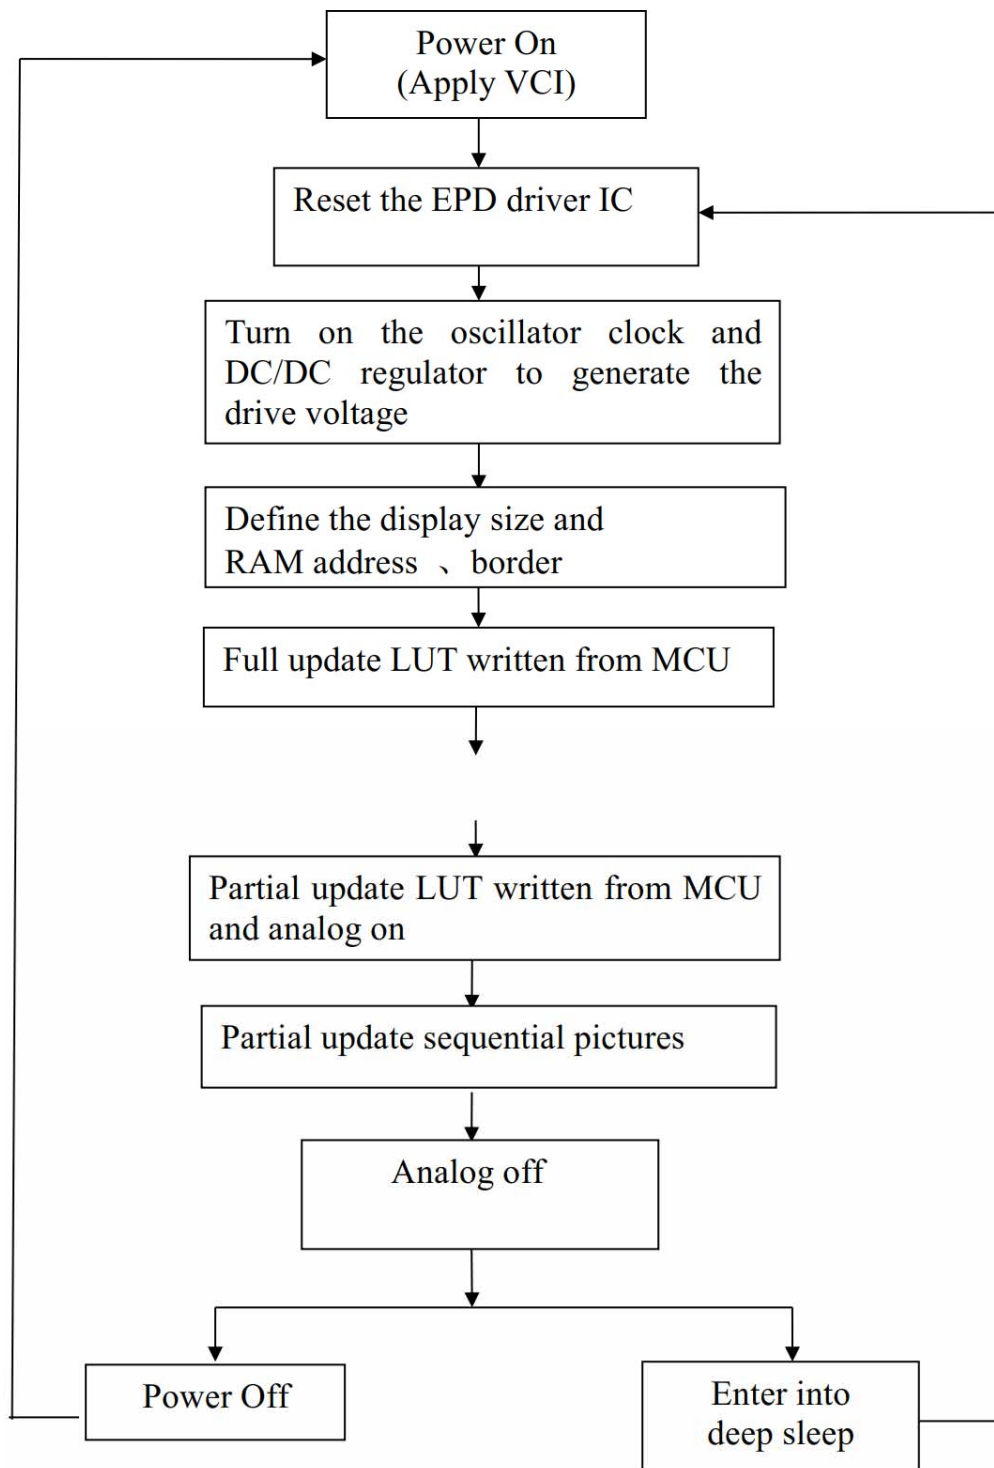 Power On
(Apply VCI)
Reset the EPD driver IC
Turn on the oscillator clock and
DC/DC regulator to generate the
drive voltage
Define the display size and
RAM address 、border
Full update LUT written from MCU
Partial update LUT written from MCU
and analog on
Partial update sequential pictures
Analog off
Power Off
Enter into
deep sleep